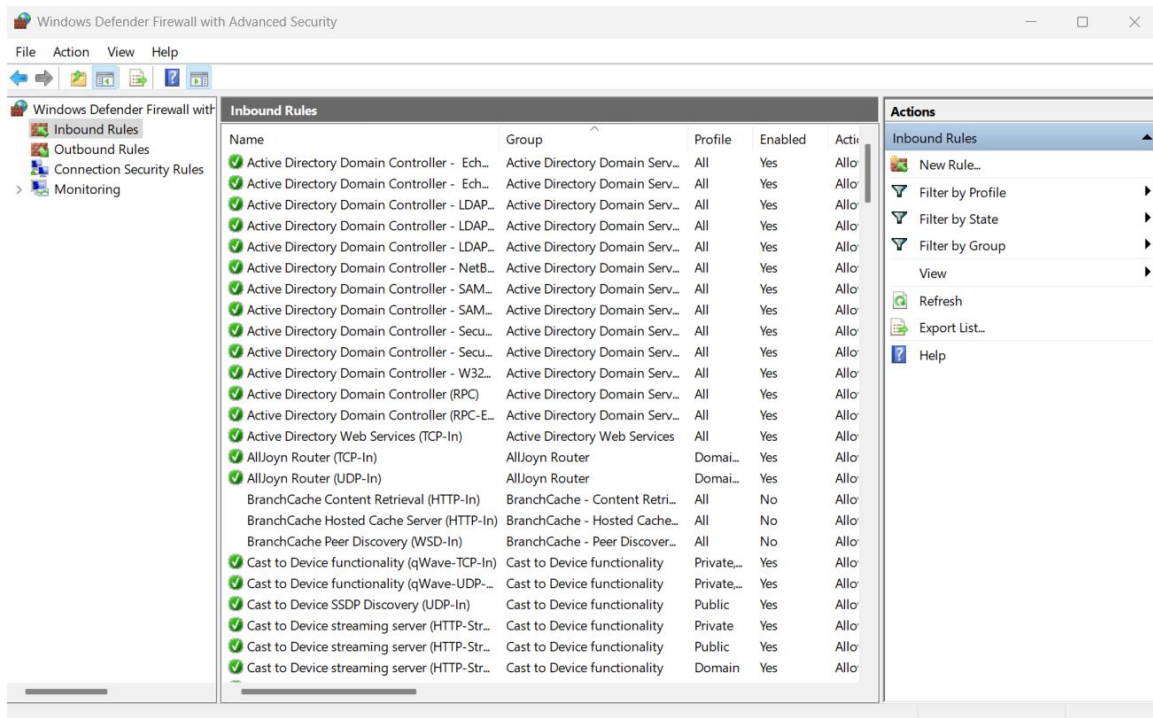 Windows Defender Firewall with Advanced Security
File Action View Help
Windows Defender Firewall with
Inbound Rules
Outbound Rules
Connection Security Rules
Monitoring
Inbound Rules
Name Group Profile Enabled Acti
Active Directory Domain Controller - Ech... Active Directory Domain Serv... All Yes Allo
Active Directory Domain Controller - Ech... Active Directory Domain Serv... All Yes Allo
Active Directory Domain Controller - LDAP... Active Directory Domain Serv... All Yes Allo
Active Directory Domain Controller - LDAP... Active Directory Domain Serv... All Yes Allo
Active Directory Domain Controller - LDAP... Active Directory Domain Serv... All Yes Allo
Active Directory Domain Controller - NetB... Active Directory Domain Serv... All Yes Allo
Active Directory Domain Controller - SAM... Active Directory Domain Serv... All Yes Allo
Active Directory Domain Controller - SAM... Active Directory Domain Serv... All Yes Allo
Active Directory Domain Controller - Secu... Active Directory Domain Serv... All Yes Allo
Active Directory Domain Controller - Secu... Active Directory Domain Serv... All Yes Allo
Active Directory Domain Controller - W32... Active Directory Domain Serv... All Yes Allo
Active Directory Domain Controller (RPC) Active Directory Domain Serv... All Yes Allo
Active Directory Domain Controller (RPC-E... Active Directory Domain Serv... All Yes Allo
Active Directory Web Services (TCP-In) Active Directory Web Services All Yes Allo
AllJoyn Router (TCP-In) AllJoyn Router Domai... Yes Allo
AllJoyn Router (UDP-In) AllJoyn Router Domai... Yes Allo
BranchCache Content Retrieval (HTTP-In) BranchCache - Content Retri... All No Allo
BranchCache Hosted Cache Server (HTTP-In) BranchCache - Hosted Cache... All No Allo
BranchCache Peer Discovery (WSD-In) BranchCache - Peer Discover... All No Allo
Cast to Device functionality (qWave-TCP-In) Cast to Device functionality Private,... Yes Allo
Cast to Device functionality (qWave-UDP-... Cast to Device functionality Private,... Yes Allo
Cast to Device SSDP Discovery (UDP-In) Cast to Device functionality Public Yes Allo
Cast to Device streaming server (HTTP-Str... Cast to Device functionality Private Yes Allo
Cast to Device streaming server (HTTP-Str... Cast to Device functionality Public Yes Allo
Cast to Device streaming server (HTTP-Str... Cast to Device functionality Domain Yes Allo
Actions
Inbound Rules
New Rule...
Filter by Profile
Filter by State
Filter by Group
View
Refresh
Export List...
Help